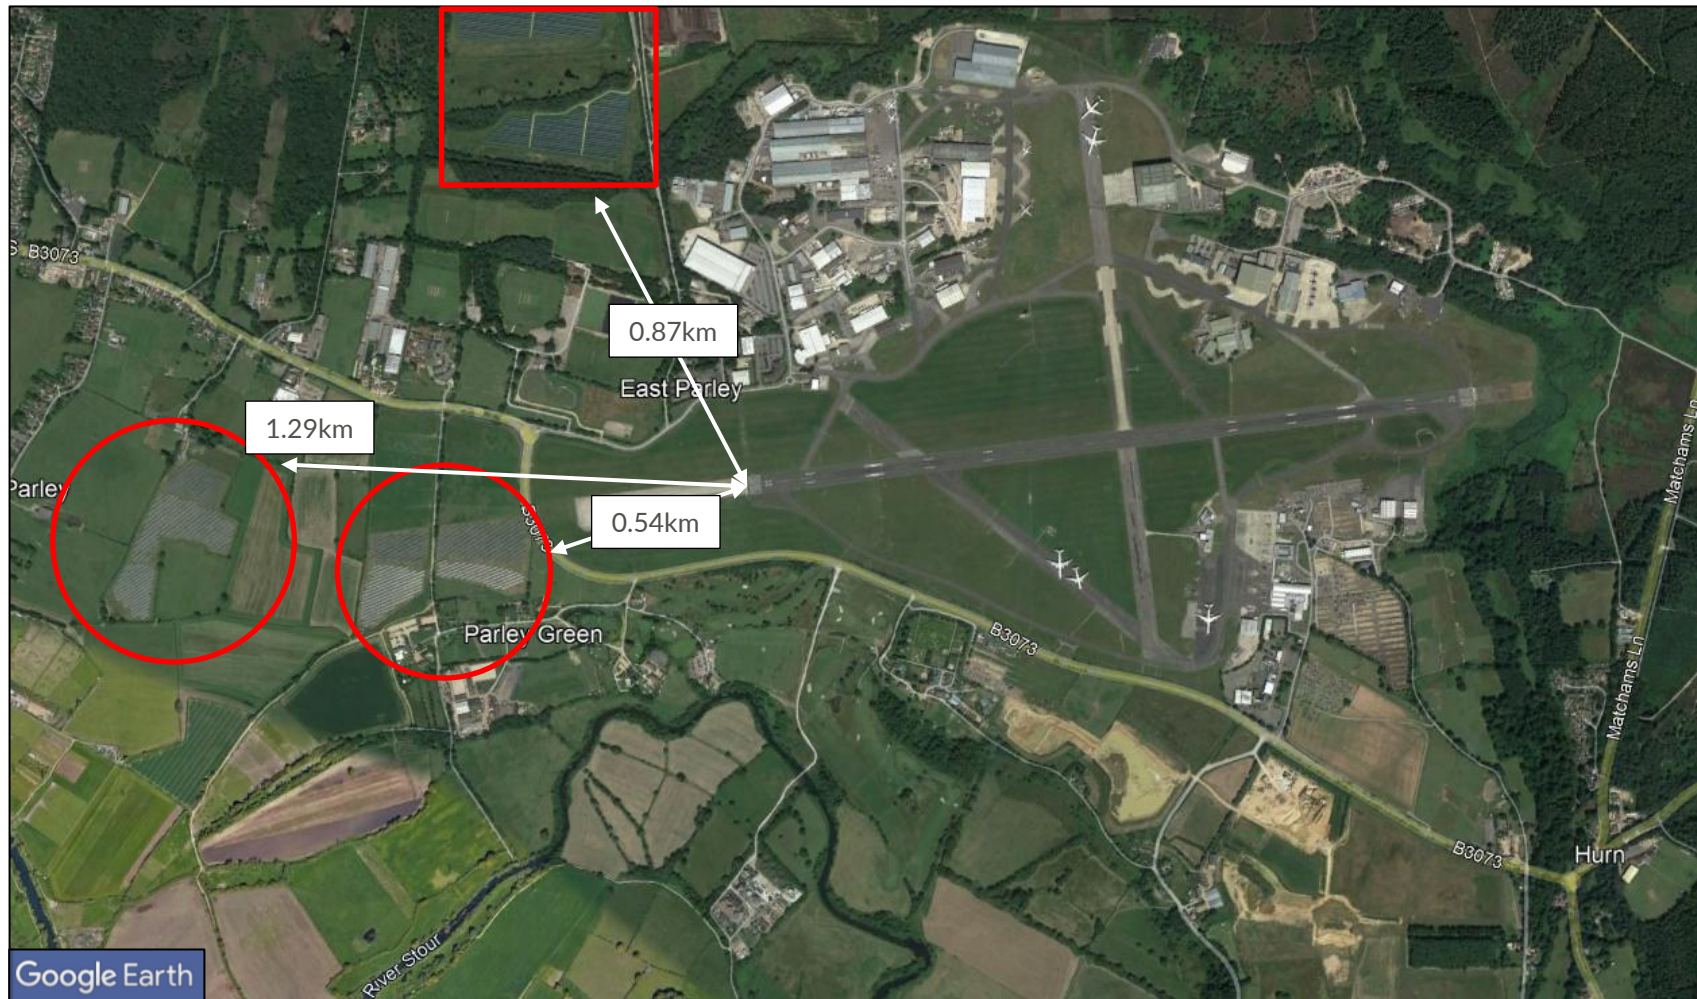 S B3073
0.87km
East Parley
1.29km
Parley
B3073
0.54km
Parley Green
B3073
Matchams Ln
Matchams Ln
B3073
Hurn
River Stour
Google Earth